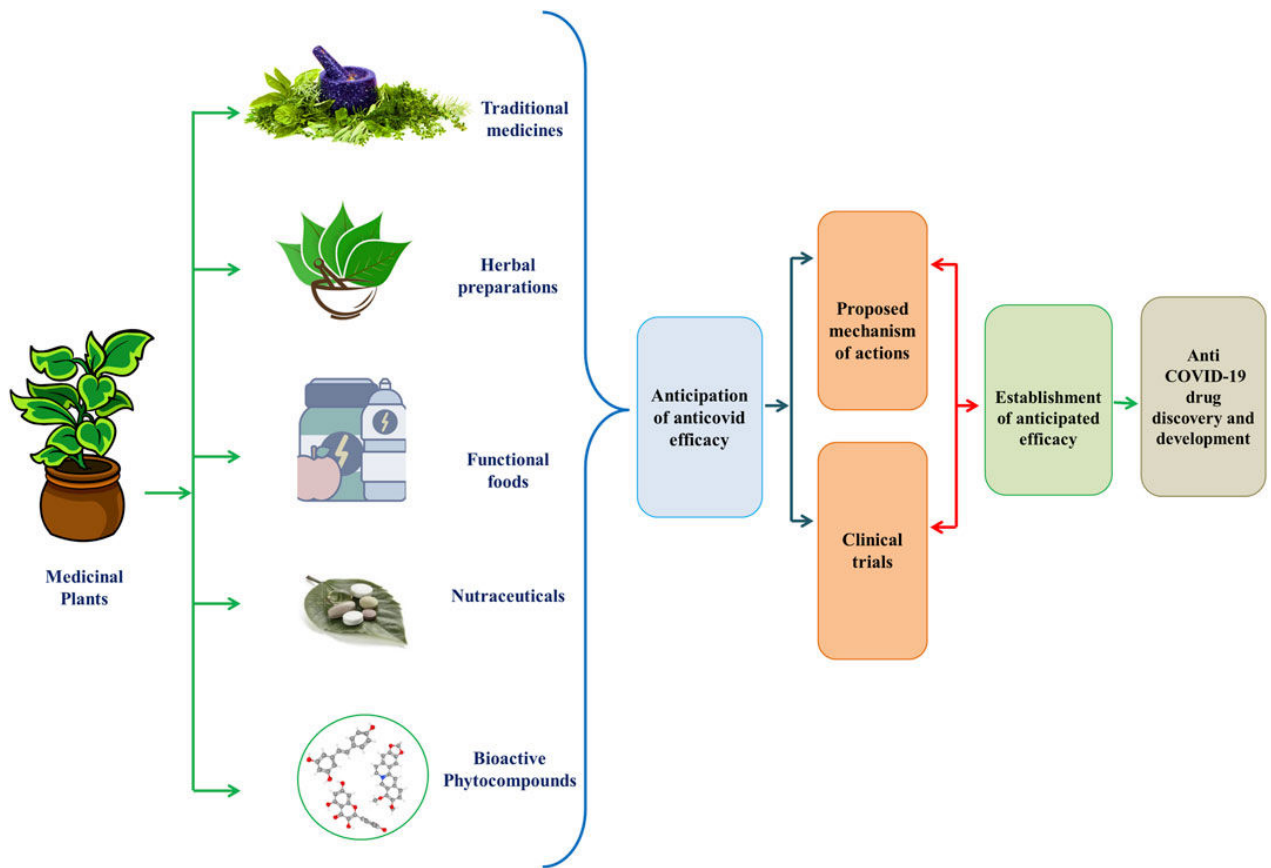 Traditional
medicines
Herbal
preparations
Functional
foods
Medicinal
Plants
Nutraceuticals
Bioactive
Phytocompounds
Anticipation
of anticovid
efficacy
Proposed
mechanism
of actions
Clinical
trials
Establishment
of anticipated
efficacy
Anti
COVID-19
drug
discovery and
development